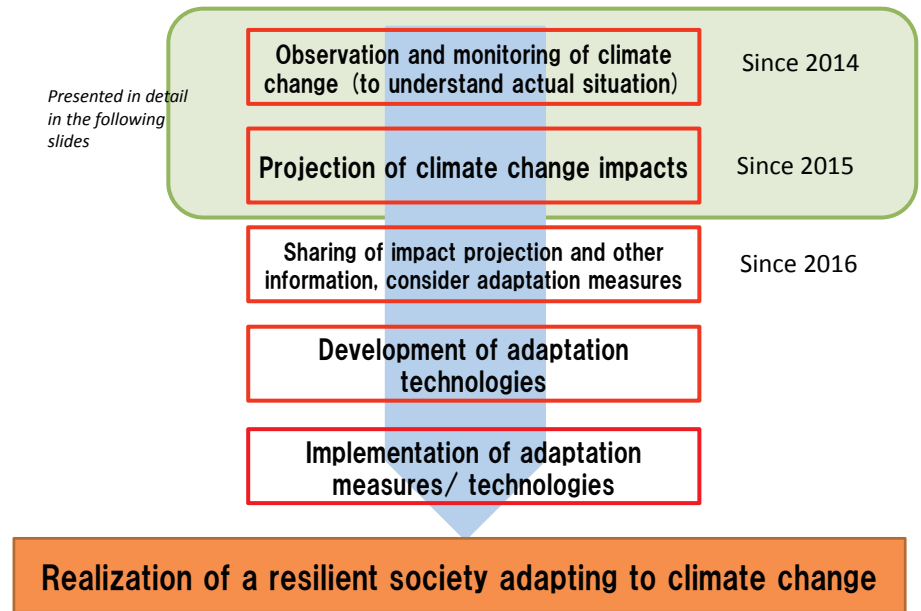 Observation and monitoring of climate
change (to understand actual situation)
Since 2014
Presented in detail
in the following
slides
Projection of climate change impacts
Since 2015
Sharing of impact projection and other
information, consider adaptation measures
Since 2016
Development of adaptation
technologies
Implementation of adaptation
measures/ technologies
Realization of a resilient society adapting to climate change